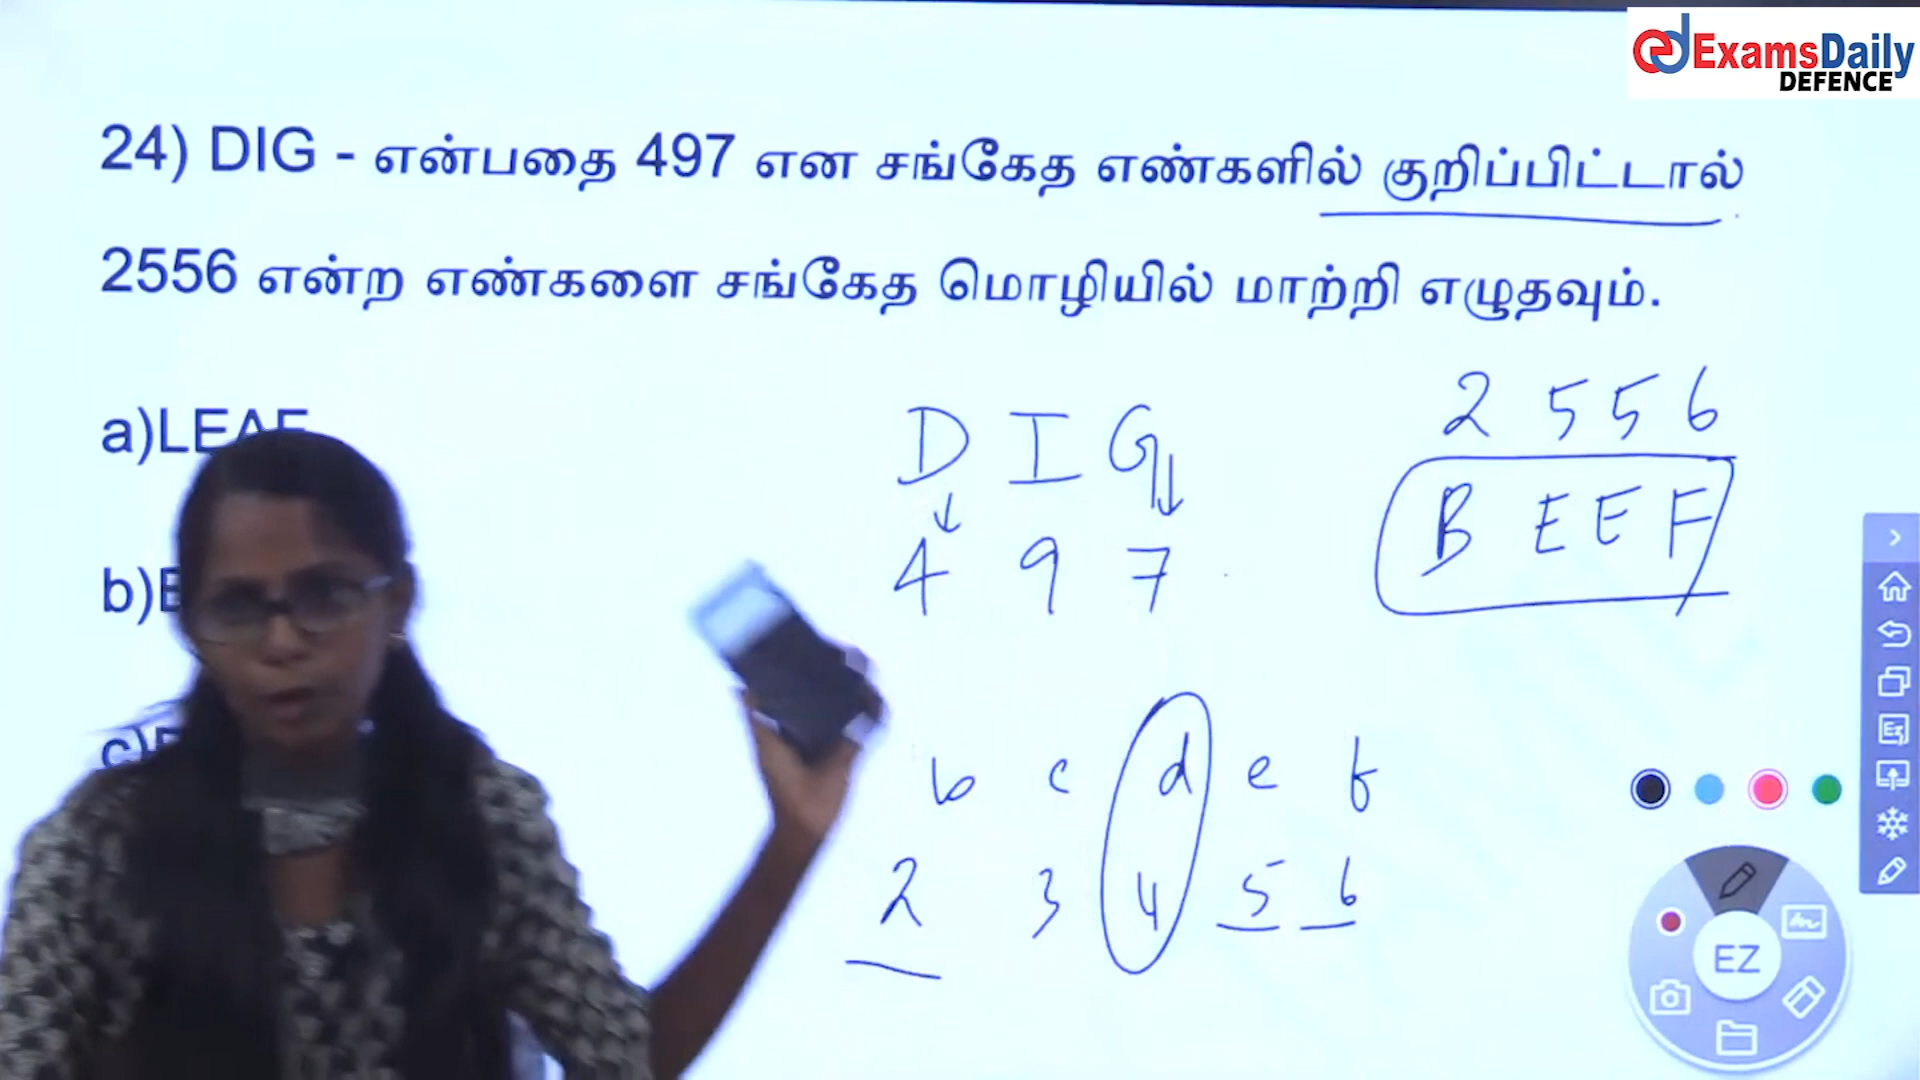 ExamsDaily
DEFENCE
24) DIG - என்பதை 497 என சங்கேத எண்களில் குறிப்பிட்டால்
2556 என்ற எண்களை சங்கேத மொழியில் மாற்றி எழுதவும்.
a)LEAF
b)
c)
D I G
4 9 7
2 5 5 6
B E E F
b c d e f
2 3 4 5 6
EZ